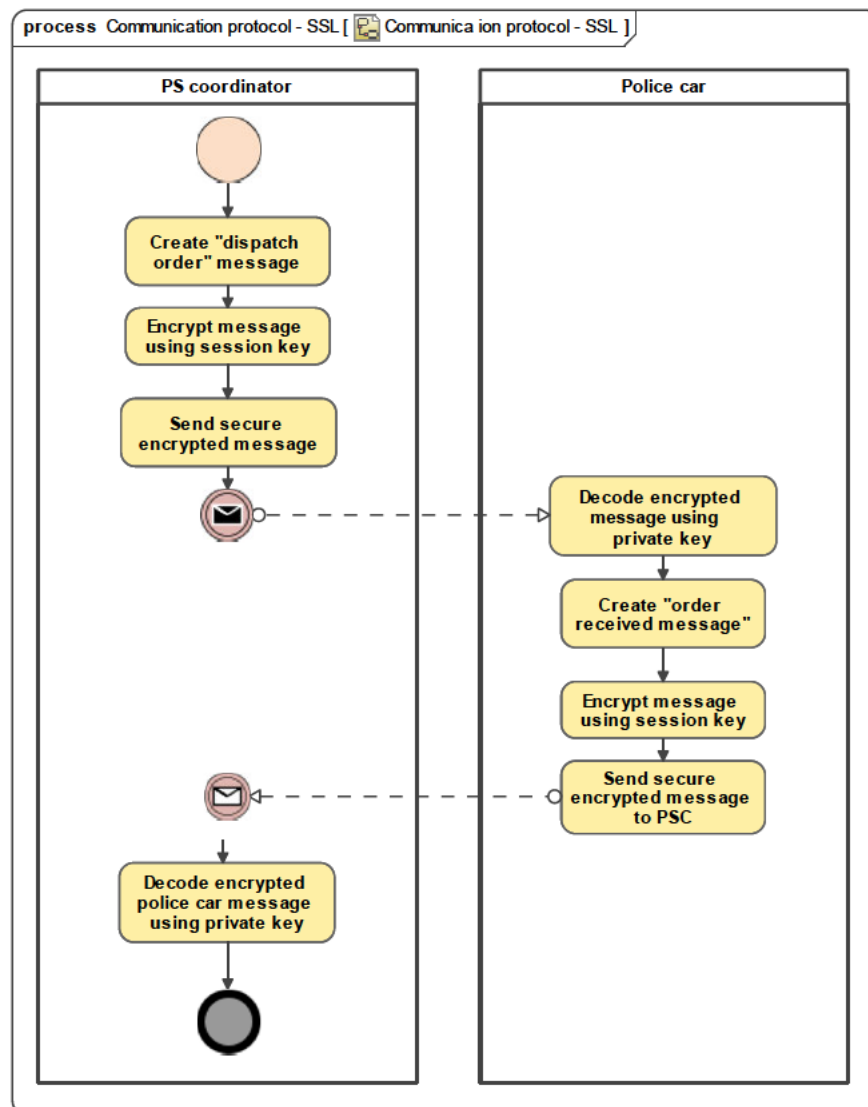 process Communication protocol - SSL [ Communica ion protocol - SSL ]
PS coordinator
Police car
Create "dispatch
order" message
Encrypt message
using session key
Send secure
encrypted message
Decode encrypted
message using
private key
Create "order
received message"
Encrypt message
using session key
Send secure
encrypted message
to PSC
Decode encrypted
police car message
using private key